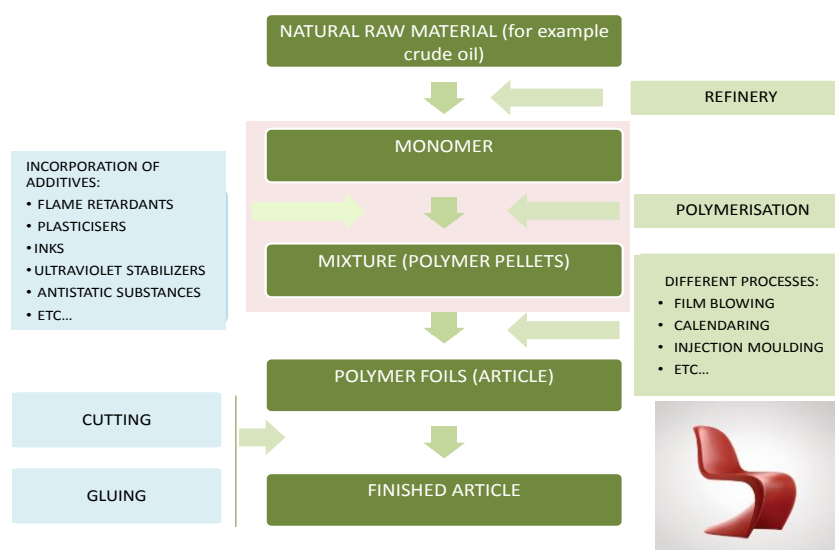 NATURAL RAW MATERIAL (for example
crude oil)
REFINERY
MONOMER
INCORPORATION OF
ADDITIVES:
• FLAME RETARDANTS
• PLASTICISERS
• INKS
• ULTRAVIOLET STABILIZERS
• ANTISTATIC SUBSTANCES
• ETC...
POLYMERISATION
MIXTURE (POLYMER PELLETS)
DIFFERENT PROCESSES:
• FILM BLOWING
• CALENDARING
• INJECTION MOULDING
• ETC...
POLYMER FOILS (ARTICLE)
CUTTING
GLUING
FINISHED ARTICLE